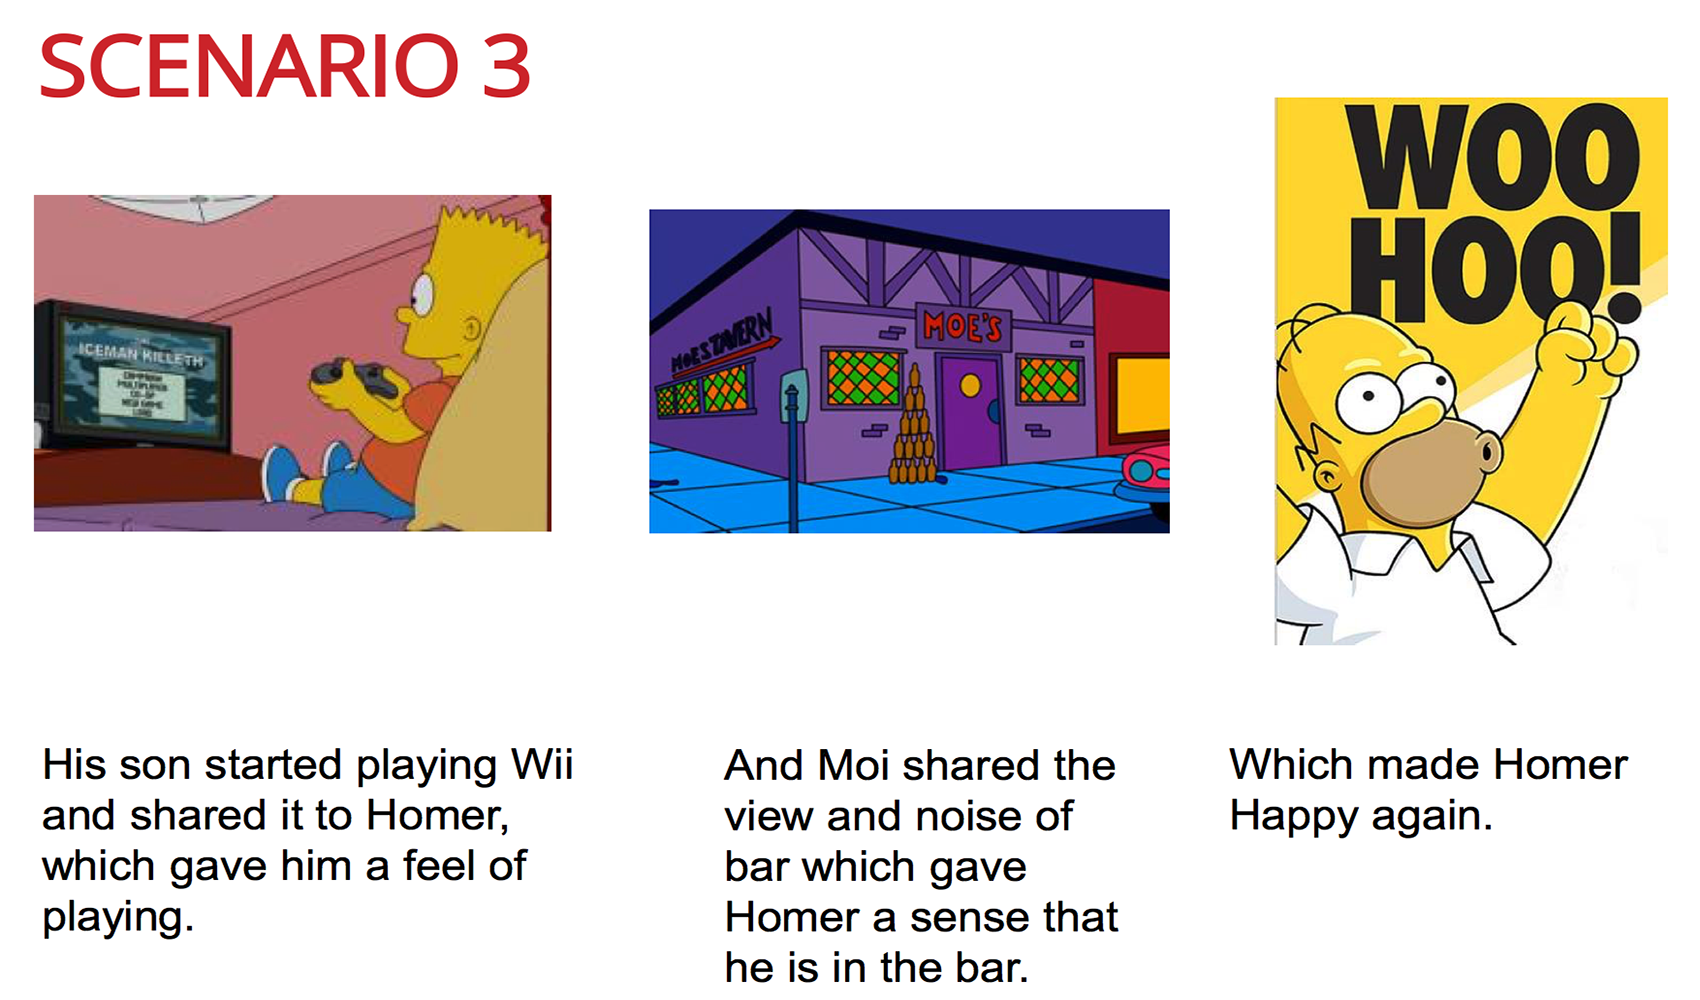 SCENARIO 3
ICEMAN KILLETH
CAMPAIGN
MULTIPLAYER
CO-OP
NEW GAME
LOAD
MOE'S TAVERN
MOE'S
WOO
HOO!
His son started playing Wii
and shared it to Homer,
which gave him a feel of
playing.
And Moi shared the
view and noise of
bar which gave
Homer a sense that
he is in the bar.
Which made Homer
Happy again.